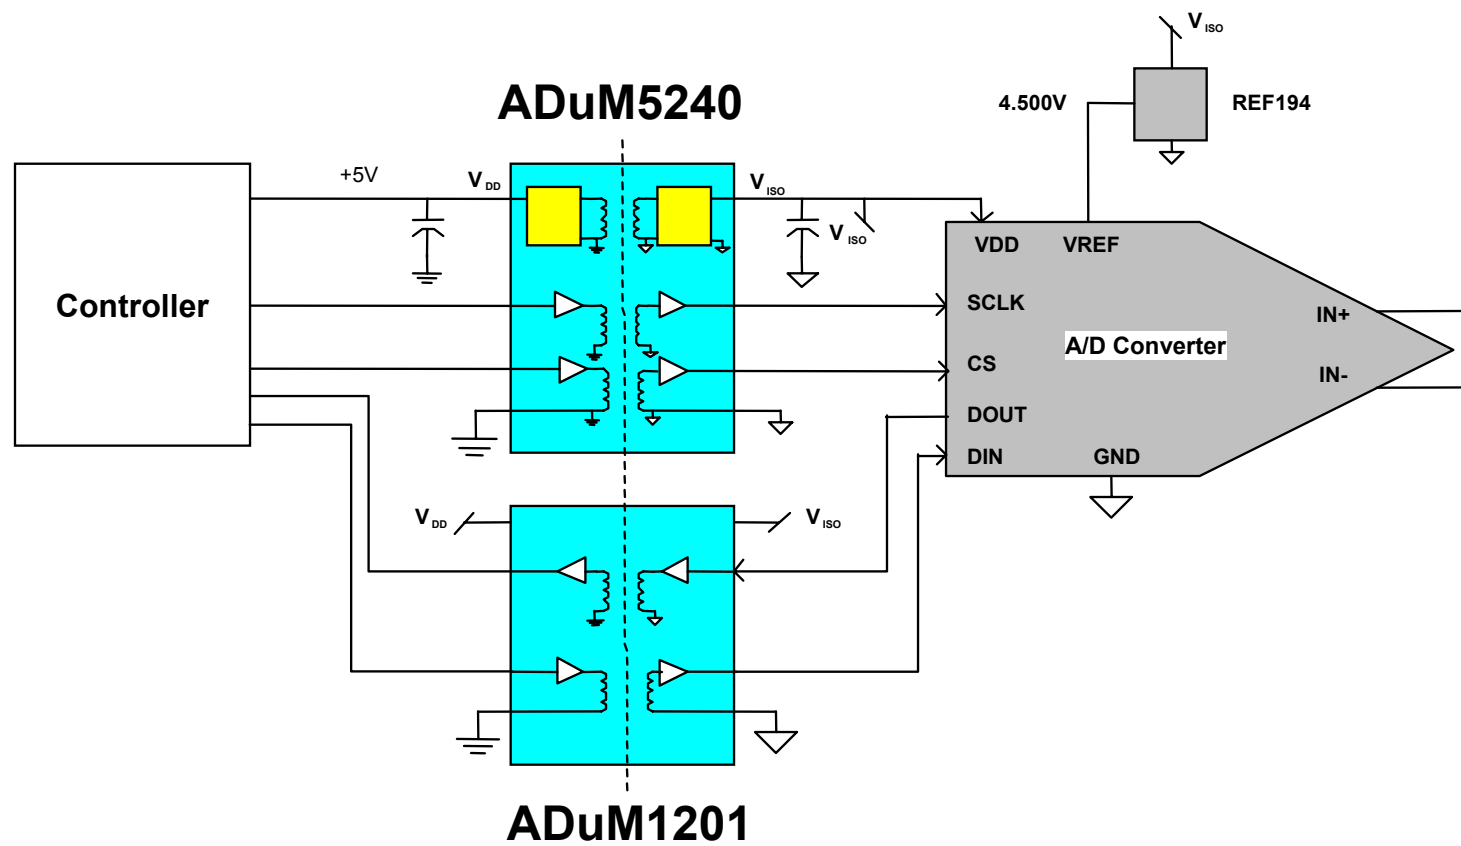 V ISO
4.500V
REF194
ADuM5240
+5V
V DD
V ISO
V ISO
VDD
VREF
Controller
SCLK
IN+
A/D Converter
CS
IN-
DOUT
DIN
GND
V DD
V ISO
ADuM1201